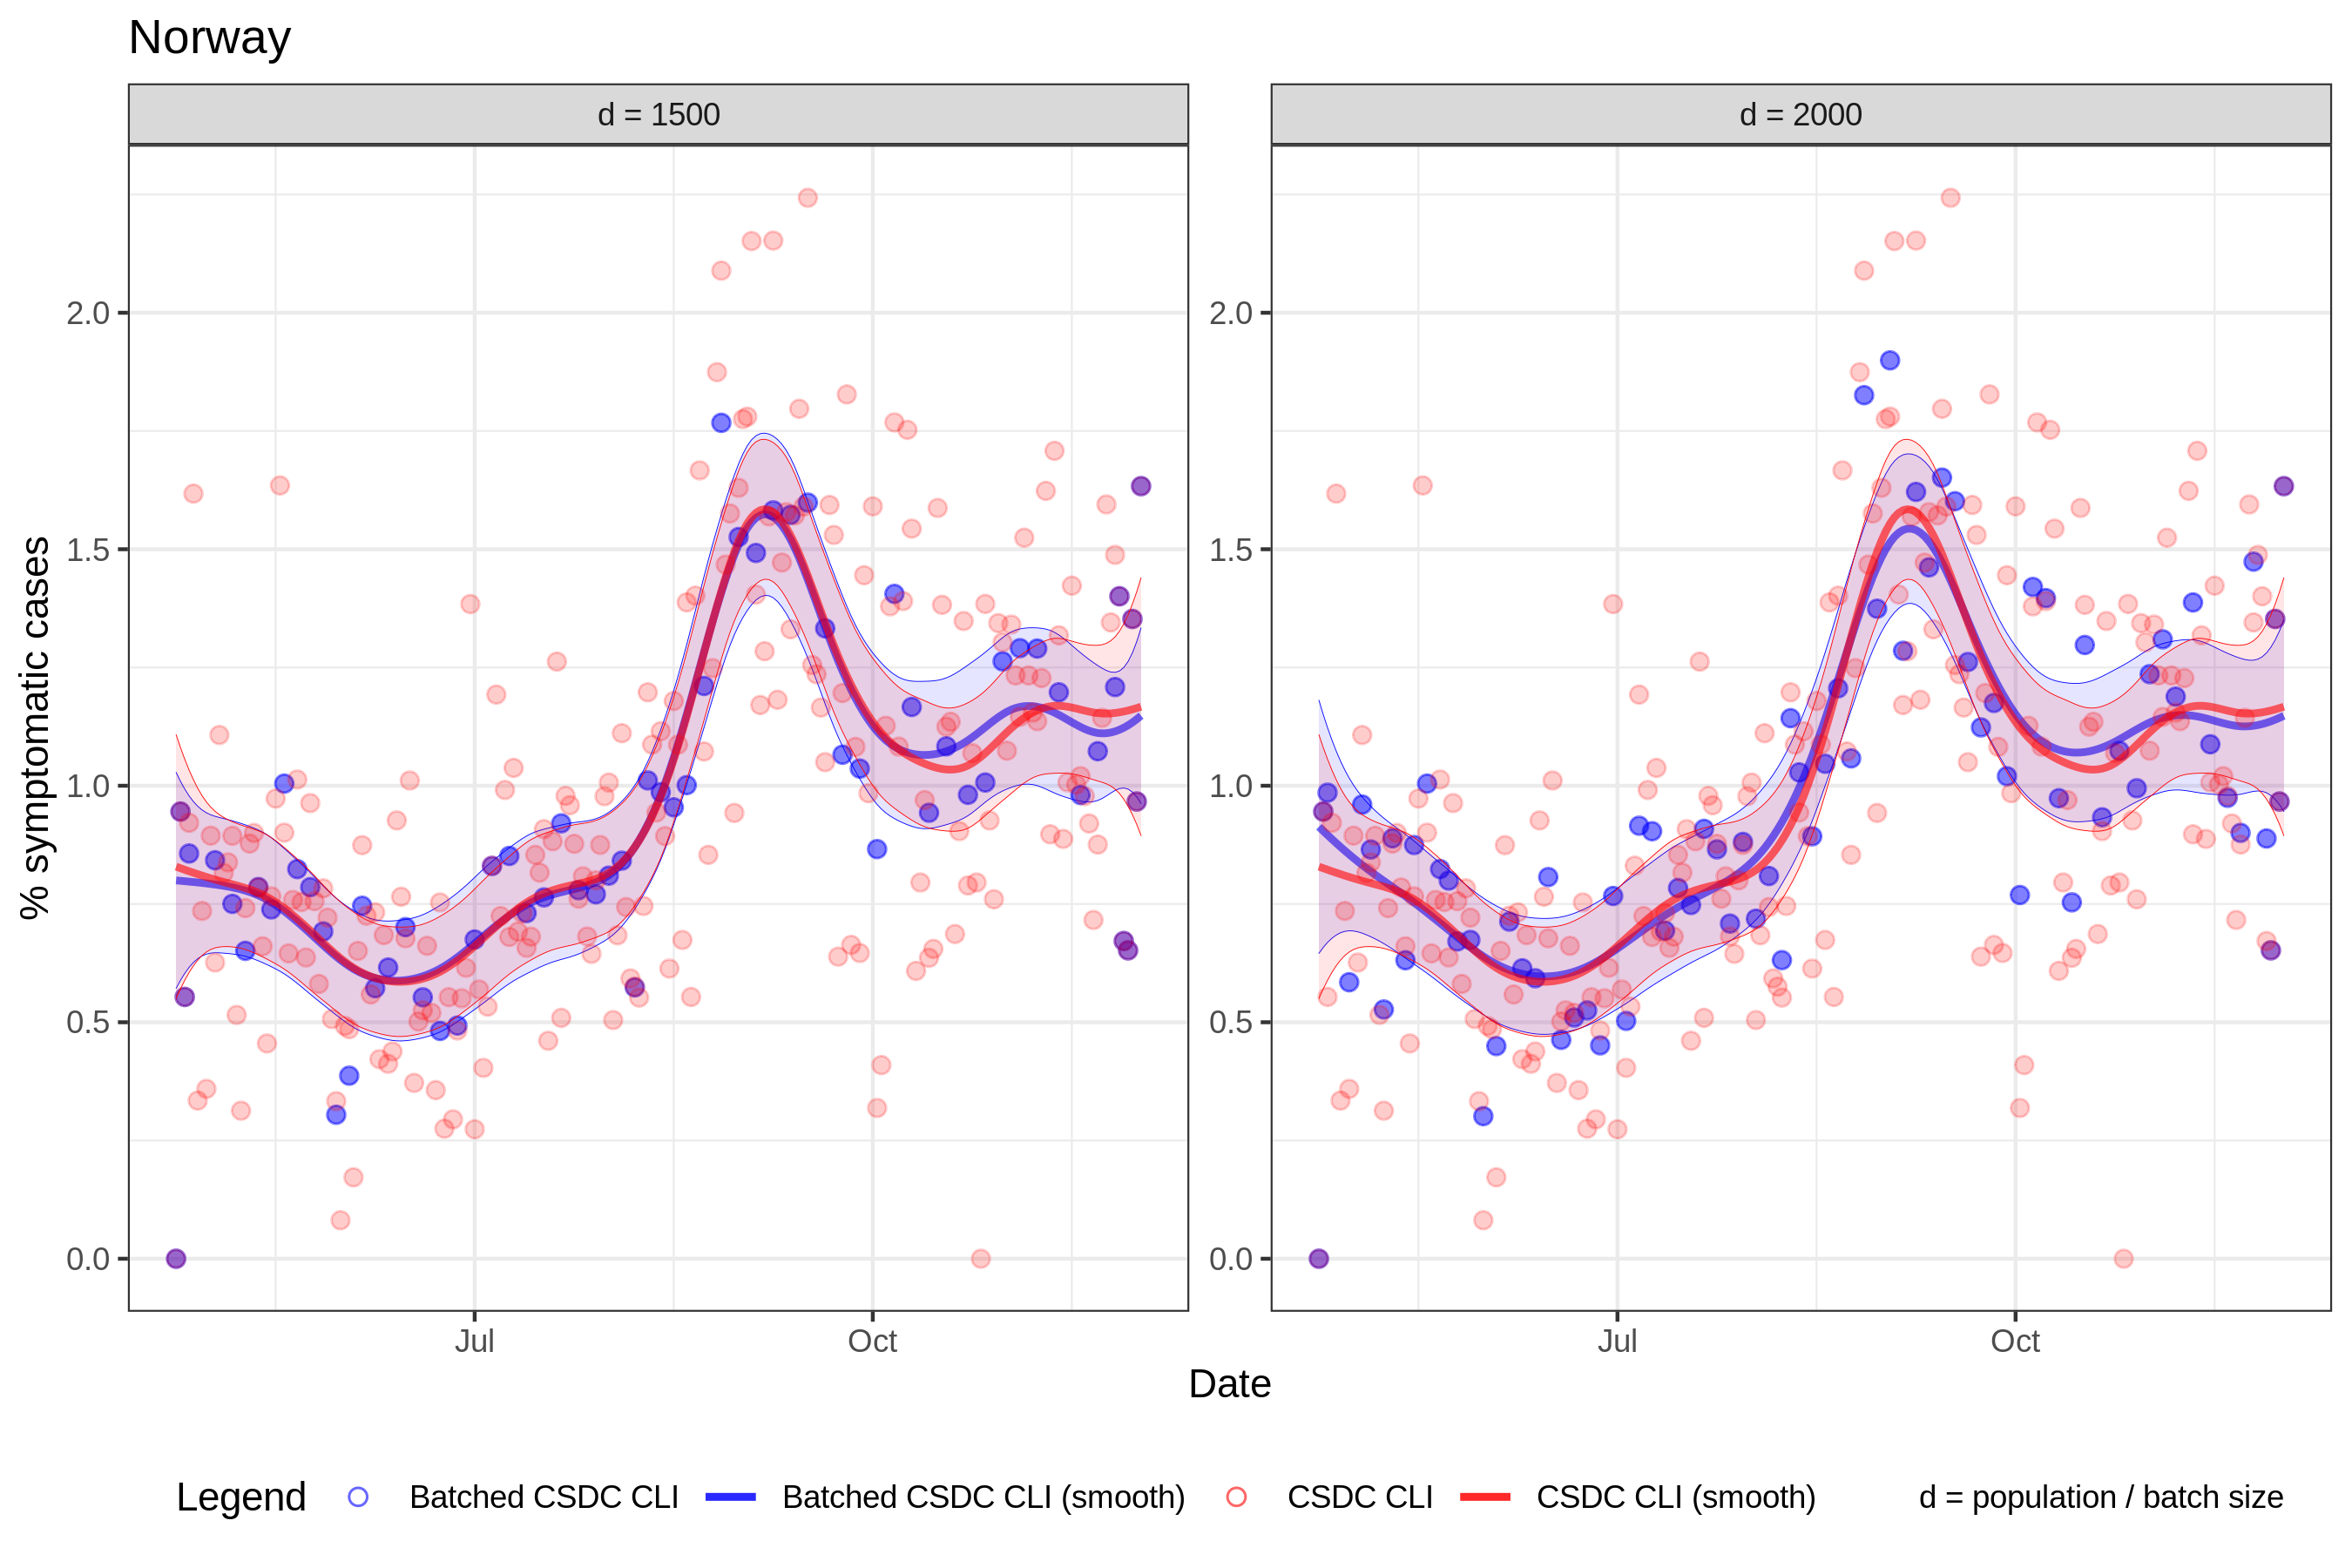 Norway
d = 1500
d = 2000
% symptomatic cases
2.0
1.5
1.0
0.5
0.0
2.0
1.5
1.0
0.5
0.0
Jul
Oct
Jul
Oct
Date
Legend
Batched CSDC CLI
Batched CSDC CLI (smooth)
CSDC CLI
CSDC CLI (smooth)
d = population / batch size